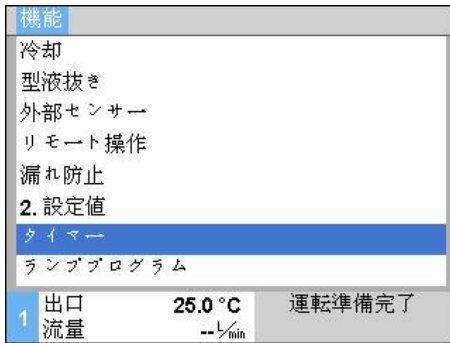 機能
冷却
型液抜き
外部センサー
リモート操作
漏れ防止
2. 設定値
タイマー
ランププログラム
1 出口 25.0 °C 運転準備完了
流量 -- L/min